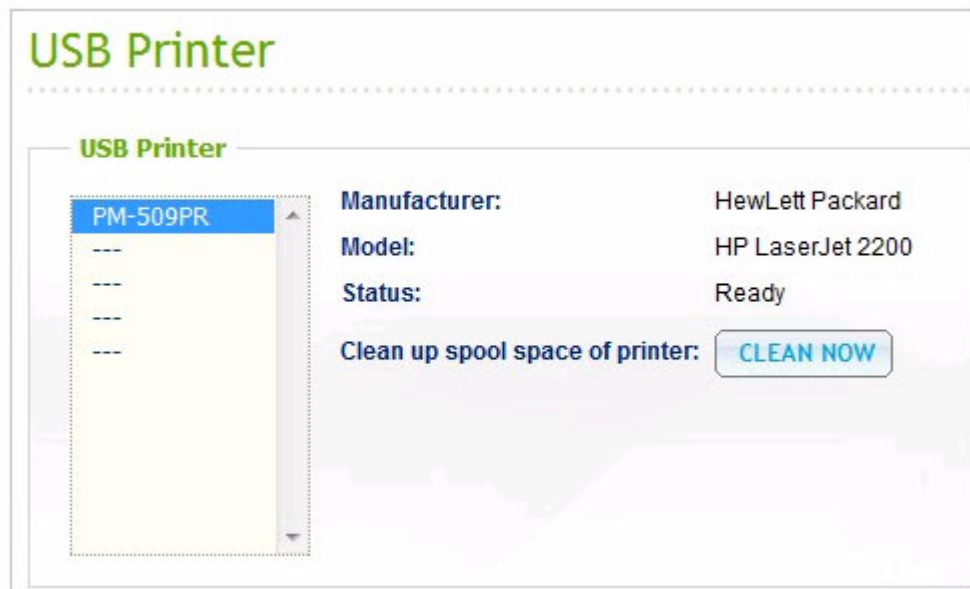 USB Printer
USB Printer
PM-509PR
---
---
---
---
Manufacturer: HewLett Packard
Model: HP LaserJet 2200
Status: Ready
Clean up spool space of printer: CLEAN NOW